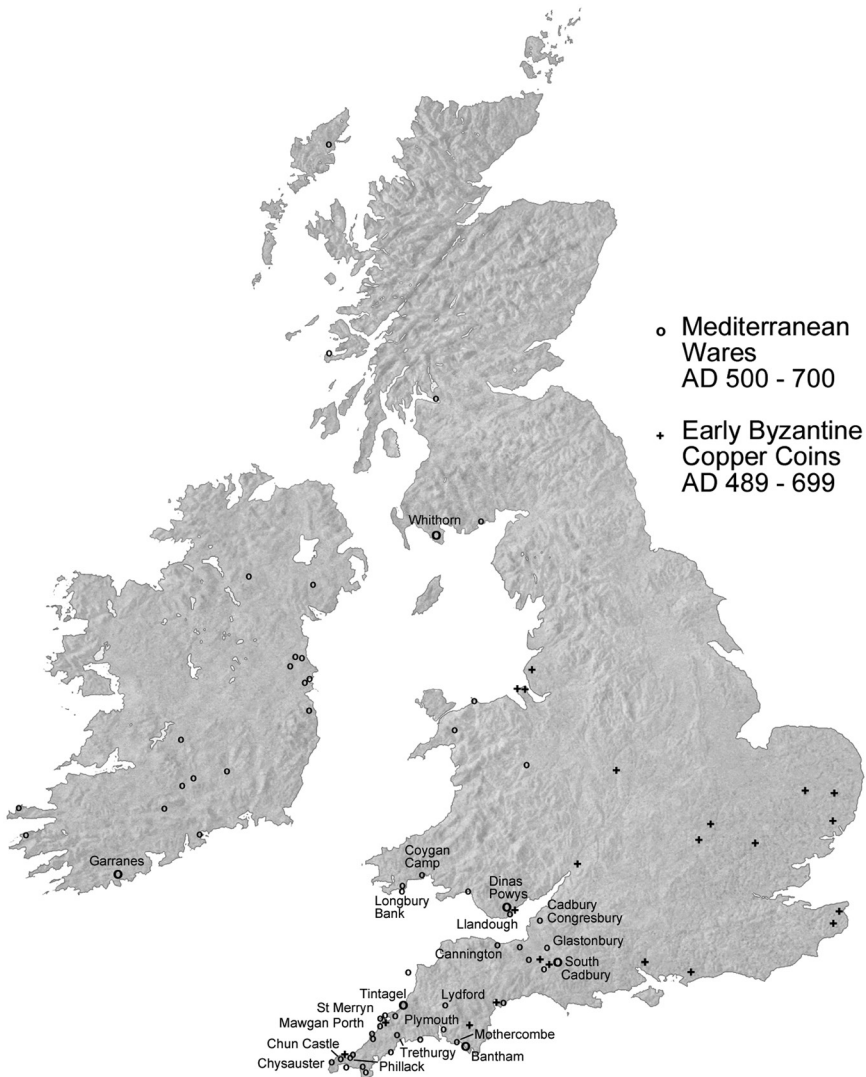 Mediterranean
Wares
AD 500 - 700
Early Byzantine
Copper Coins
AD 489 - 699
Whithorn
Garranes
Coygan
Camp
Longbury
Bank
Dinas
Powys
Llandough
Cadbury
Congresbury
Cannington
Glastonbury
South
Cadbury
Tintagel
Lydford
St Merryn
Mawgan Porth
Plymouth
Mothercombe
Chun Castle
Trethurgy
Bantham
Chysauster
Phillack